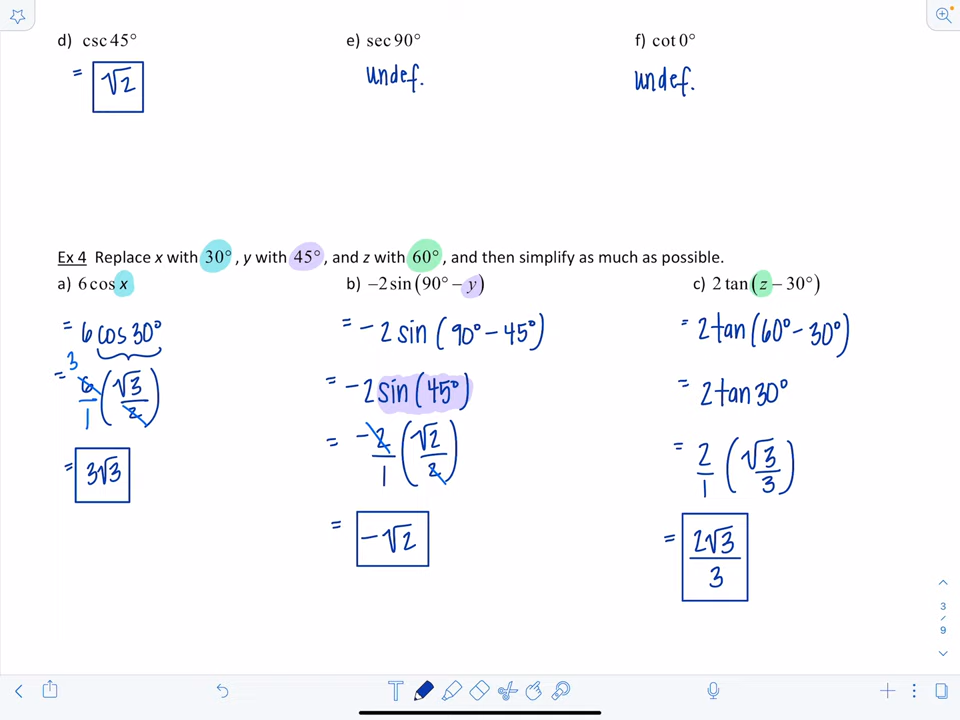 d) csc 45° e) sec 90° f) cot 0°
= √2 undef. undef.
Ex 4 Replace x with 30°, y with 45°, and z with 60°, and then simplify as much as possible.
a) 6 cos x b) −2 sin (90° − y) c) 2 tan (z − 30°)
= 6 cos 30° = −2 sin (90° − 45°) = 2 tan (60° − 30°)
3
= 6/1 (√3/2) = −2 sin (45°) = 2 tan 30°
= 3√3 = −2/1 (√2/2) = 2/1 (√3/3)
= −√2 = 2√3/3
3
/
9
T